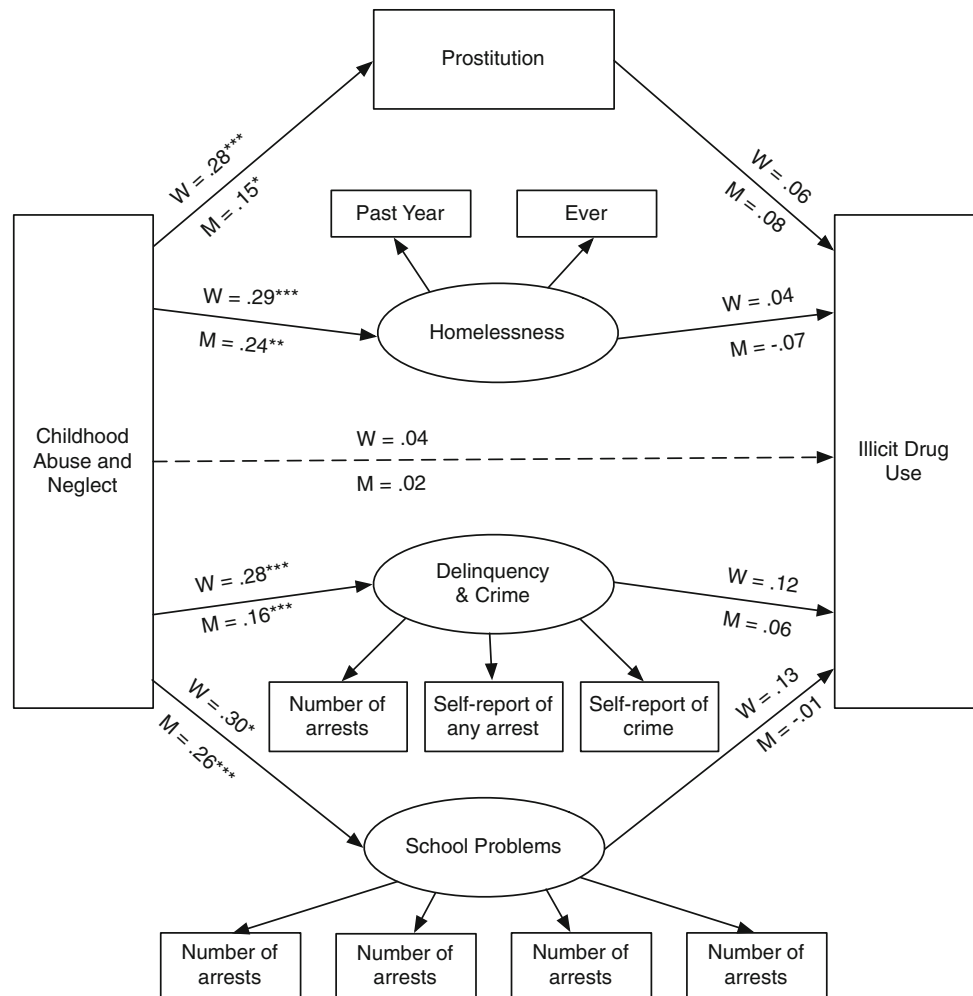 Prostitution
W = .28***
M = .15*
W = .06
M = .08
Past Year
Ever
W = .29***
M = .24**
Homelessness
W = .04
M = -.07
Childhood
Abuse and
Neglect
W = .04
M = .02
Illicit Drug
Use
W = .28***
M = .16***
Delinquency
& Crime
W = .12
M = .06
Number of
arrests
Self-report of
any arrest
Self-report of
crime
W = .30*
M = .26***
W = .13
M = -.01
School Problems
Number of
arrests
Number of
arrests
Number of
arrests
Number of
arrests